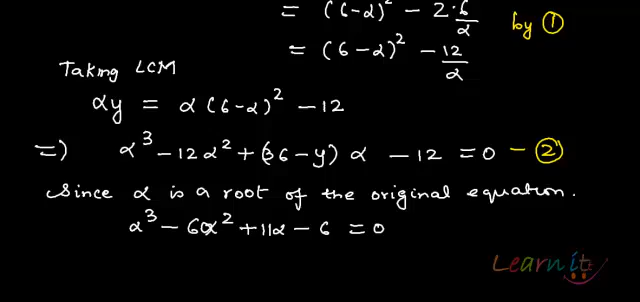 = (6-α)² - 2·6/α by ①
= (6-α)² - 12/α
Taking LCM
αy = α(6-α)² - 12
=) α³ - 12α² + (36-y)α - 12 = 0 - ②
Since α is a root of the original equation.
α³ - 6α² + 11α - 6 = 0
Learnit